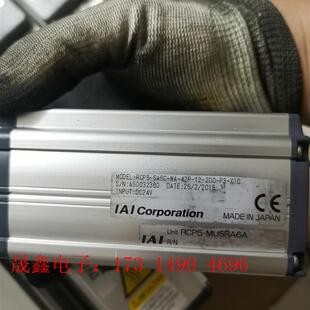 MODEL:RCP5-SA6C-WA-42P-12-200-P3-X10
S/N:A50032380 DATE:25/2/2015
INPUT:DC24V
IAI Corporation
MADE IN JAPAN
CE
IAI Unit RCP5-MUSRA6A
S/N
晟鑫电子：173 1490 4696